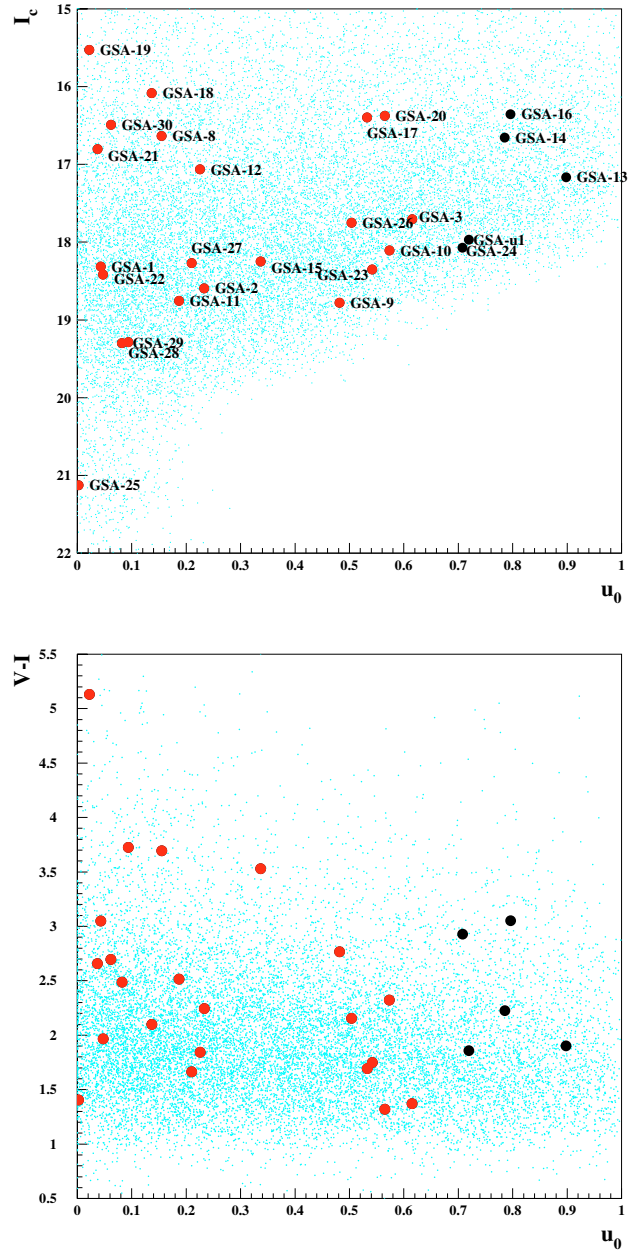 I_c
15
GSA-19
16
GSA-18
GSA-16
GSA-30
GSA-20
GSA-8
GSA-17
GSA-14
GSA-21
17
GSA-12
GSA-13
GSA-3
GSA-26
GSA-u1
18
GSA-27
GSA-10
GSA-24
GSA-1
GSA-15
GSA-23
GSA-22
GSA-2
GSA-11
GSA-9
19
GSA-29
GSA-28
20
21
GSA-25
22
0 0.1 0.2 0.3 0.4 0.5 0.6 0.7 0.8 0.9 1
u_0
V-I
5.5
5
4.5
4
3.5
3
2.5
2
1.5
1
0.5
0 0.1 0.2 0.3 0.4 0.5 0.6 0.7 0.8 0.9 1
u_0